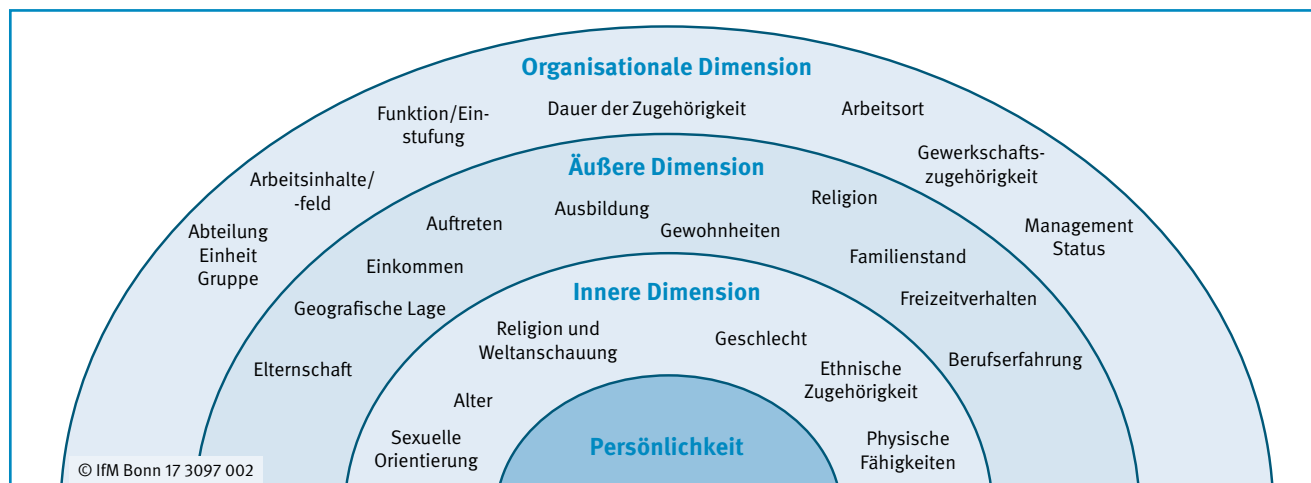 Organisationale Dimension
Funktion/Ein-
stufung
Dauer der Zugehörigkeit
Arbeitsort
Gewerkschafts-
zugehörigkeit
Arbeitsinhalte/
-feld
Abteilung
Einheit
Gruppe
Management
Status
Äußere Dimension
Auftreten
Ausbildung
Gewohnheiten
Religion
Einkommen
Familienstand
Geografische Lage
Freizeitverhalten
Elternschaft
Berufserfahrung
Innere Dimension
Religion und
Weltanschauung
Geschlecht
Ethnische
Zugehörigkeit
Alter
Sexuelle
Orientierung
Physische
Fähigkeiten
Persönlichkeit
© IfM Bonn 17 3097 002